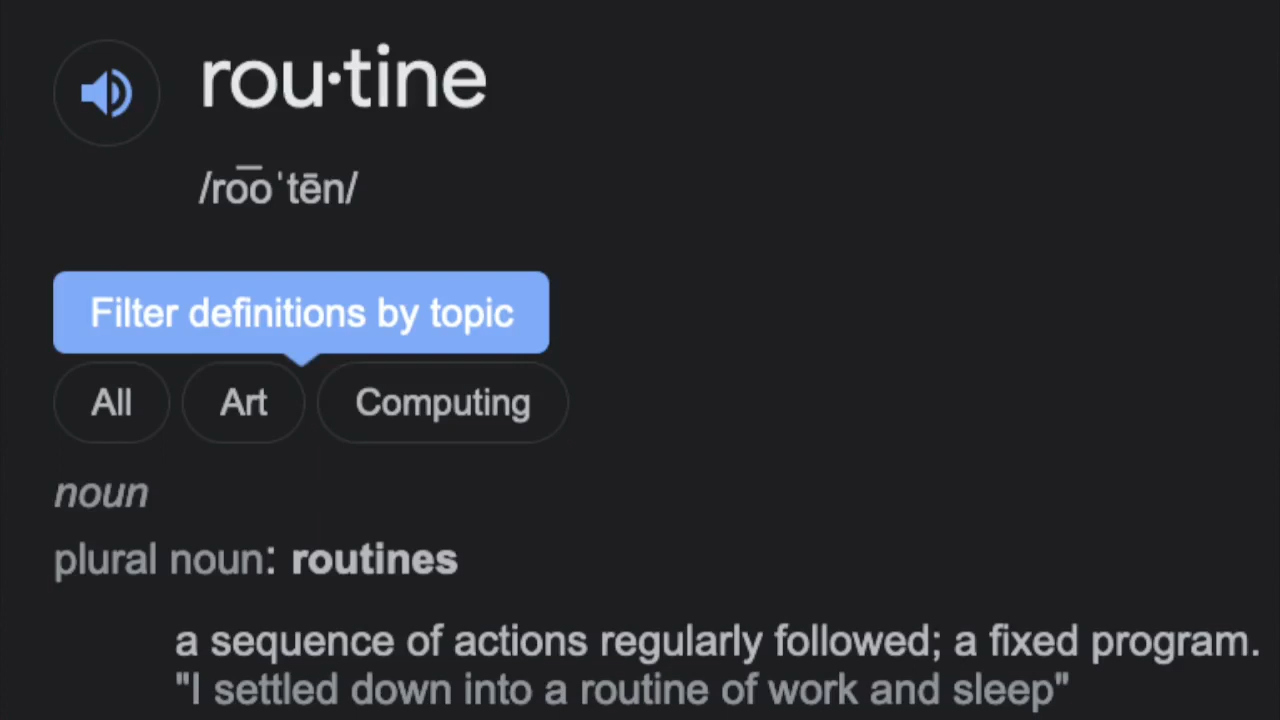 rou·tine
/ro͞oˈtēn/
Filter definitions by topic
All Art Computing
noun
plural noun: routines
a sequence of actions regularly followed; a fixed program.
"I settled down into a routine of work and sleep"